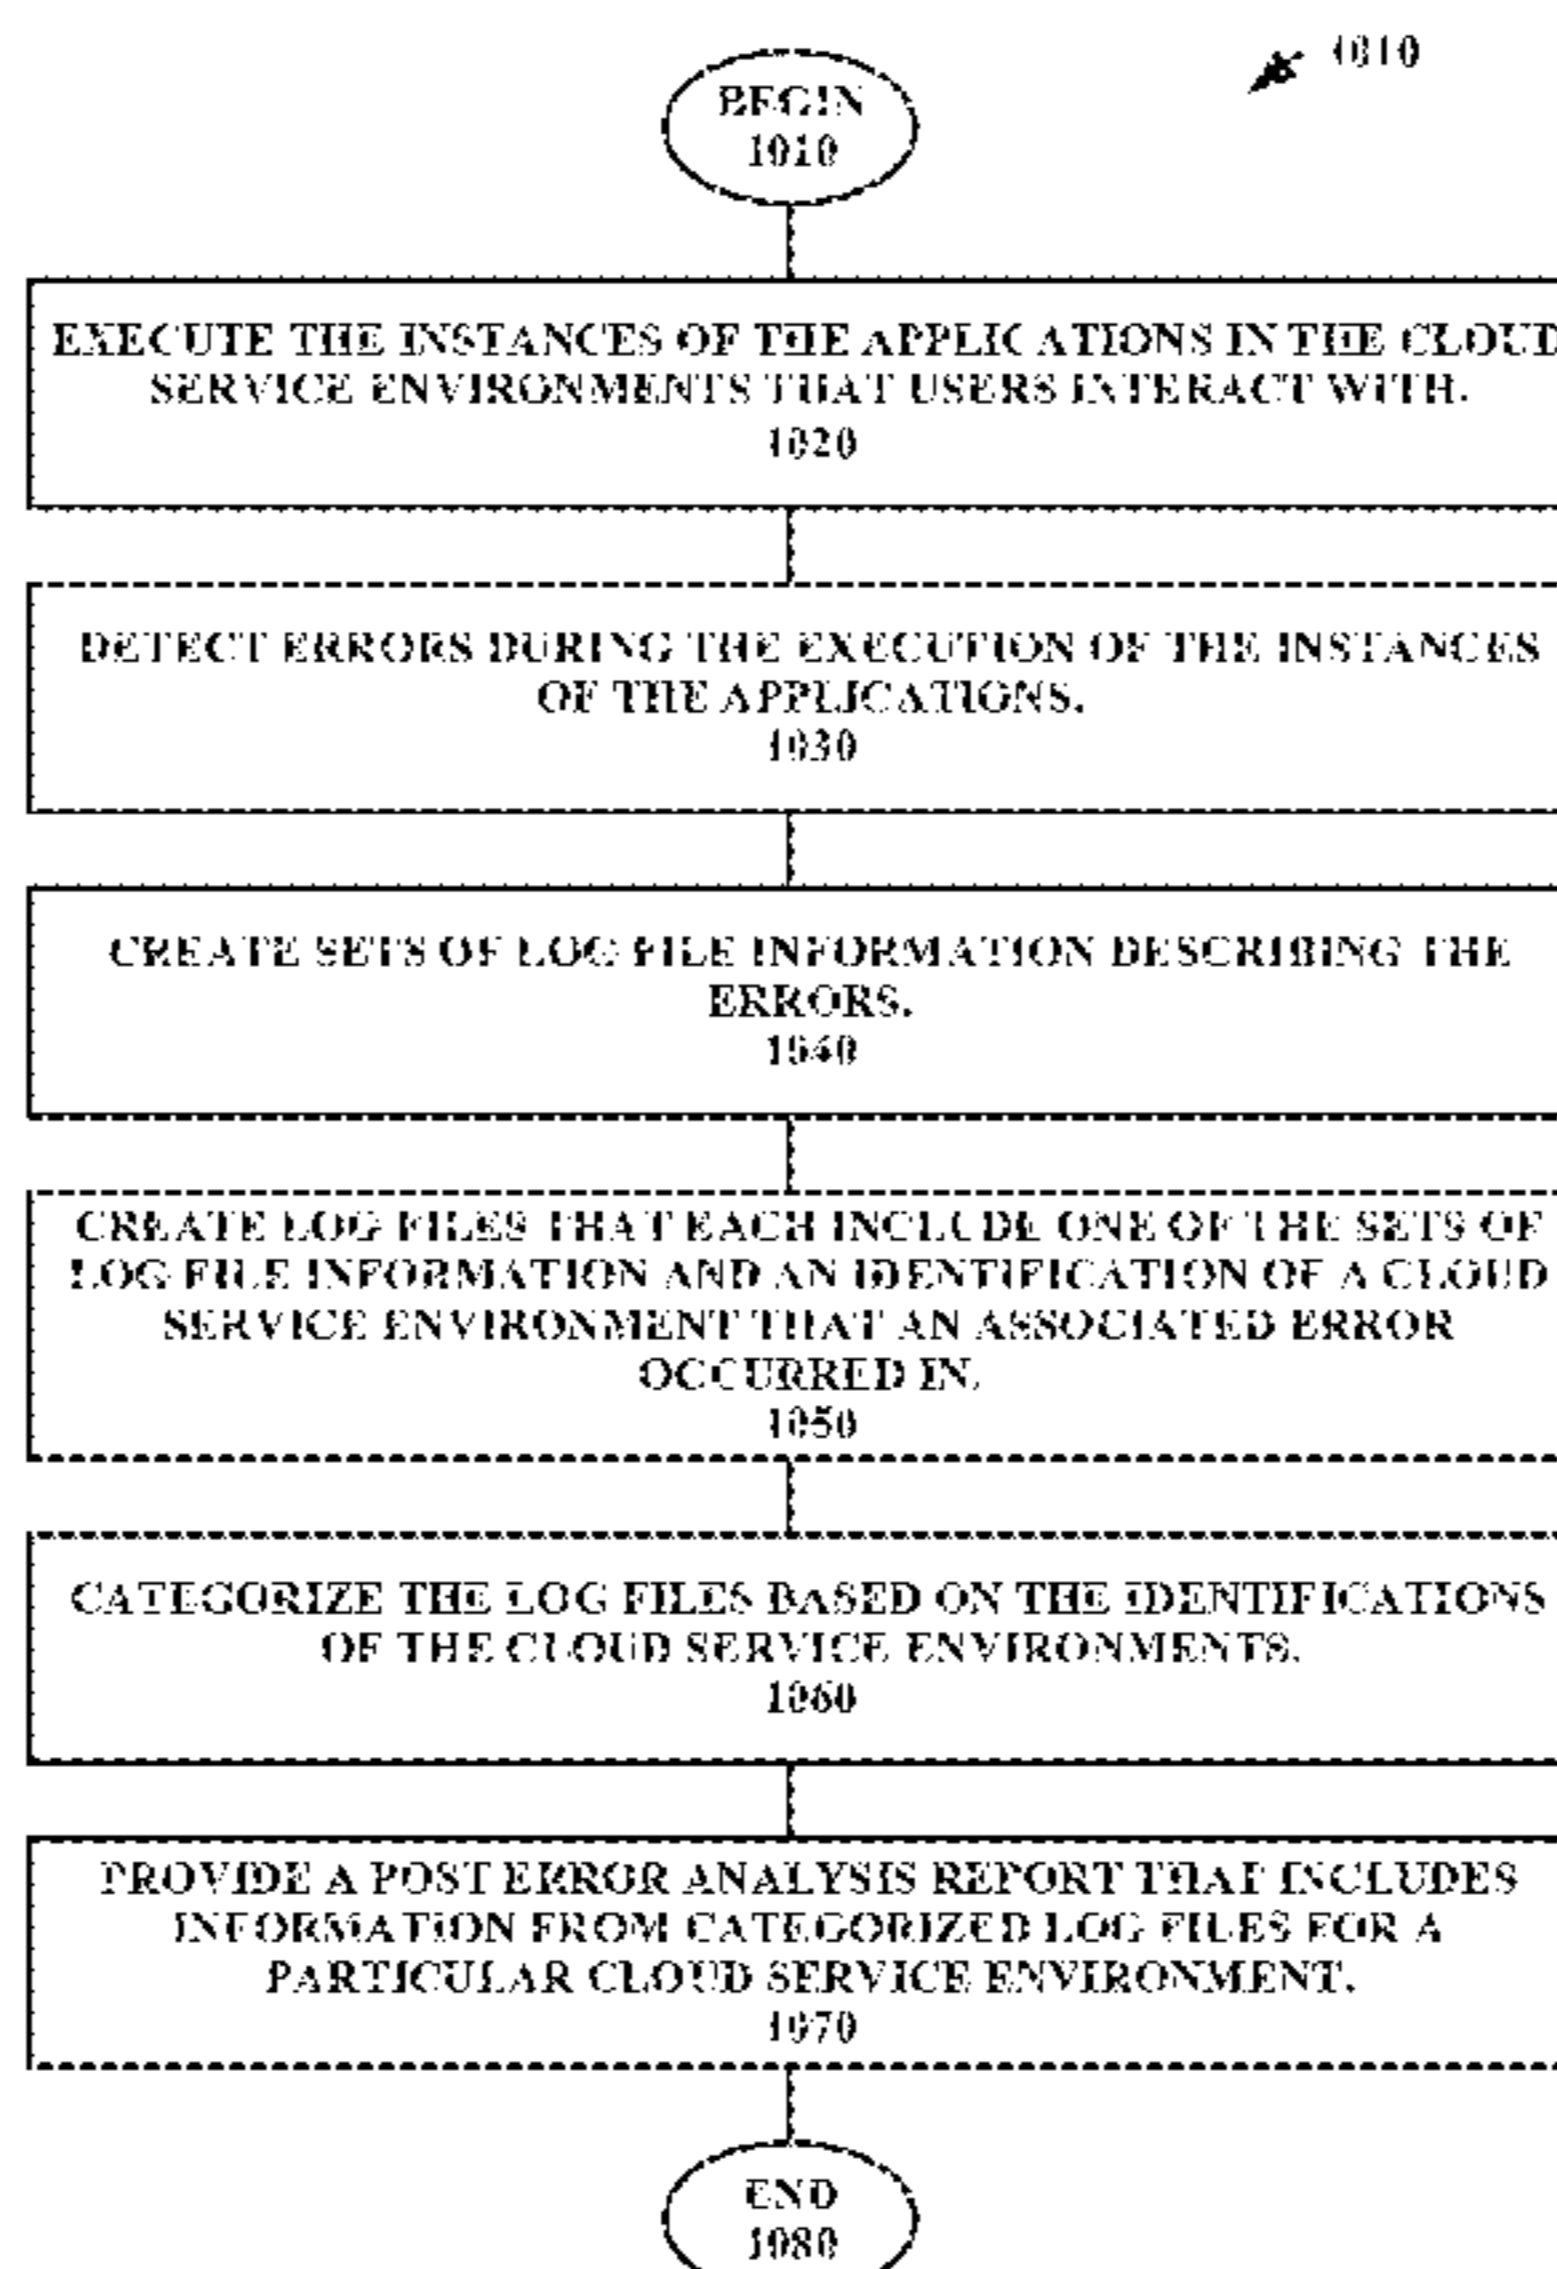 1010
BEGIN
1010
EXECUTE THE INSTANCES OF THE APPLICATIONS IN THE CLOUD
SERVICE ENVIRONMENTS THAT USERS INTERACT WITH.
1020
DETECT ERRORS DURING THE EXECUTION OF THE INSTANCES
OF THE APPLICATIONS.
1030
CREATE SETS OF LOG FILE INFORMATION DESCRIBING THE
ERRORS.
1040
CREATE LOG FILES THAT EACH INCLUDE ONE OF THE SETS OF
LOG FILE INFORMATION AND AN IDENTIFICATION OF A CLOUD
SERVICE ENVIRONMENT THAT AN ASSOCIATED ERROR
OCCURRED IN.
1050
CATEGORIZE THE LOG FILES BASED ON THE IDENTIFICATIONS
OF THE CLOUD SERVICE ENVIRONMENTS.
1060
PROVIDE A POST ERROR ANALYSIS REPORT THAT INCLUDES
INFORMATION FROM CATEGORIZED LOG FILES FOR A
PARTICULAR CLOUD SERVICE ENVIRONMENT.
1070
END
1080